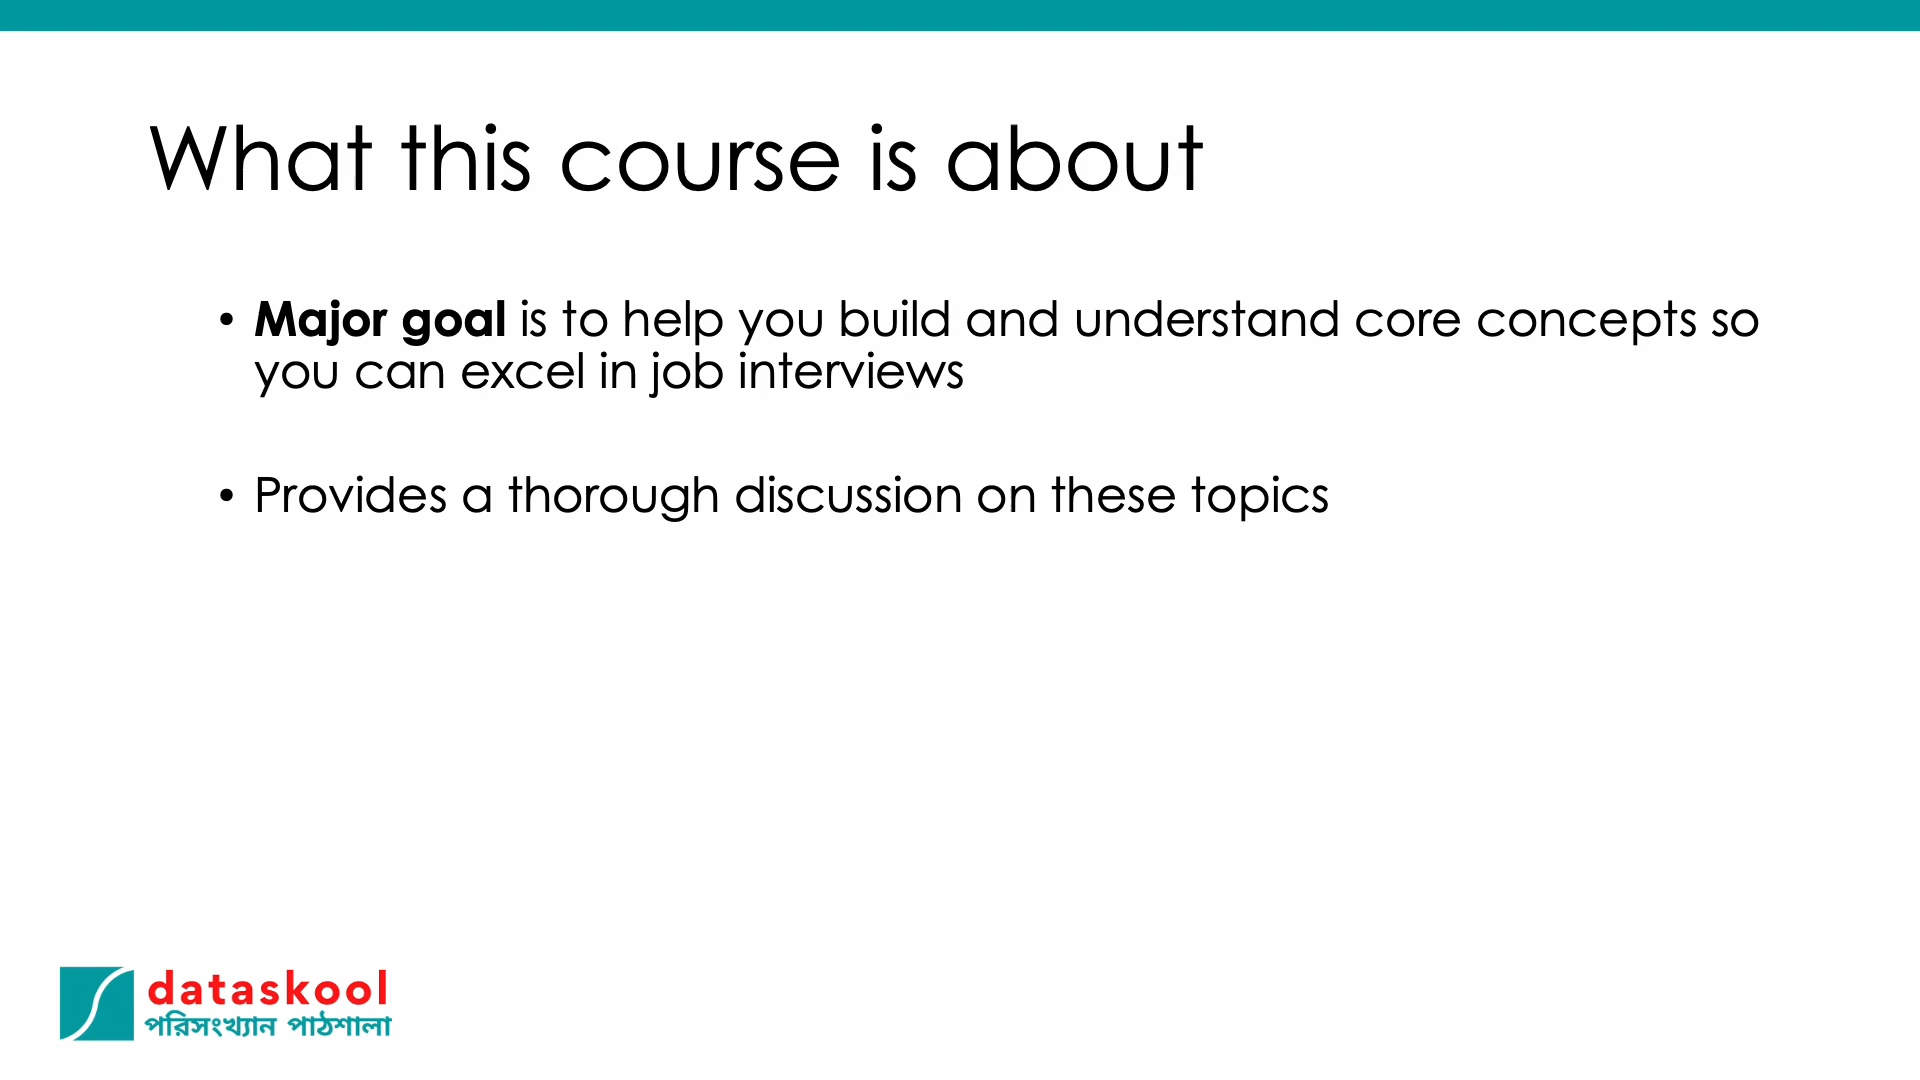 What this course is about
• Major goal is to help you build and understand core concepts so
you can excel in job interviews
• Provides a thorough discussion on these topics
dataskool
পরিসংখ্যান পাঠশালা